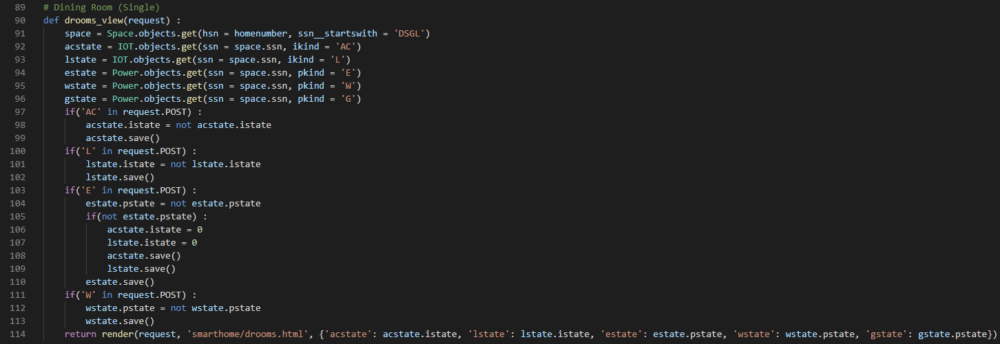 89 # Dining Room (Single)
90 def drooms_view(request) :
91     space = Space.objects.get(hsn = homenumber, ssn__startswith = 'DSGL')
92     acstate = IOT.objects.get(ssn = space.ssn, ikind = 'AC')
93     lstate = IOT.objects.get(ssn = space.ssn, ikind = 'L')
94     estate = Power.objects.get(ssn = space.ssn, pkind = 'E')
95     wstate = Power.objects.get(ssn = space.ssn, pkind = 'W')
96     gstate = Power.objects.get(ssn = space.ssn, pkind = 'G')
97     if('AC' in request.POST) :
98         acstate.istate = not acstate.istate
99         acstate.save()
100     if('L' in request.POST) :
101         lstate.istate = not lstate.istate
102         lstate.save()
103     if('E' in request.POST) :
104         estate.pstate = not estate.pstate
105         if(not estate.pstate) :
106             acstate.istate = 0
107             lstate.istate = 0
108             acstate.save()
109             lstate.save()
110         estate.save()
111     if('W' in request.POST) :
112         wstate.pstate = not wstate.pstate
113         wstate.save()
114     return render(request, 'smarthome/drooms.html', {'acstate': acstate.istate, 'lstate': lstate.istate, 'estate': estate.pstate, 'wstate': wstate.pstate, 'gstate': gstate.pstate})